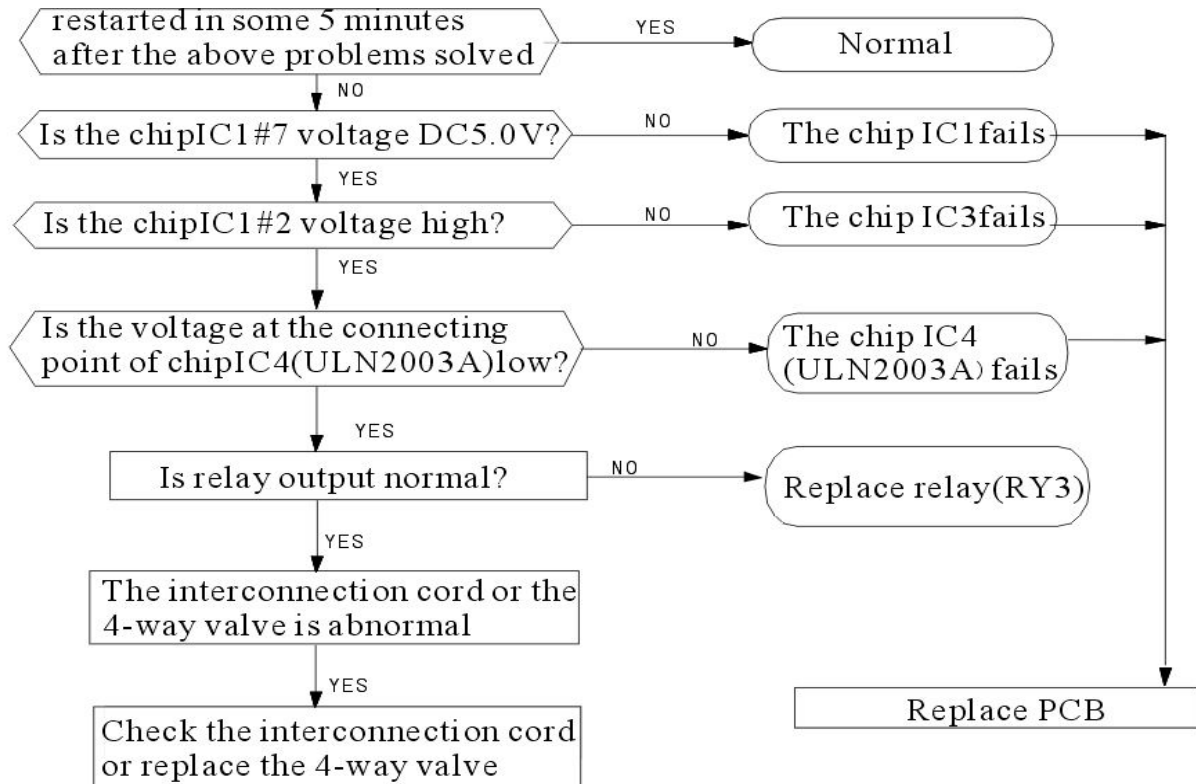 restarted in some 5 minutes
after the above problems solved
YES
Normal
NO
Is the chipIC1#7 voltage DC5.0V?
NO
The chip IC1fails
YES
Is the chipIC1#2 voltage high?
NO
The chip IC3fails
YES
Is the voltage at the connecting
point of chipIC4(ULN2003A)low?
NO
The chip IC4
(ULN2003A) fails
YES
Is relay output normal?
NO
Replace relay(RY3)
YES
The interconnection cord or the
4-way valve is abnormal
YES
Replace PCB
Check the interconnection cord
or replace the 4-way valve